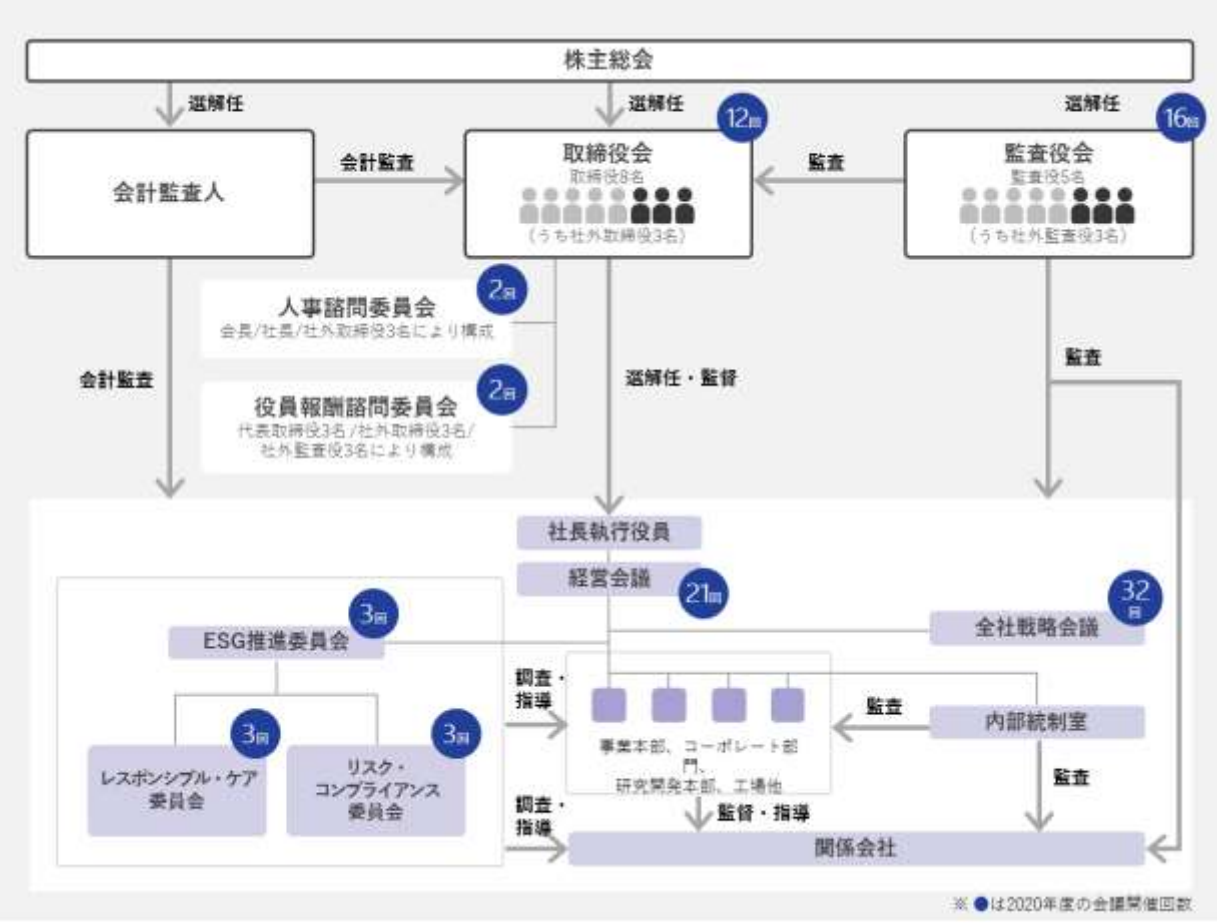 株主総会
選解任
選解任
選解任
会計監査人
会計監査
12回
取締役会
取締役8名
(うち社外取締役3名)
監査
16回
監査役会
監査役5名
(うち社外監査役3名)
2回
人事諮問委員会
会長/社長/社外取締役3名により構成
2回
役員報酬諮問委員会
代表取締役3名/社外取締役3名/
社外監査役3名により構成
会計監査
選解任・監督
監査
社長執行役員
経営会議
21回
3回
ESG推進委員会
32
回
全社戦略会議
3回
レスポンシブル・ケア
委員会
3回
リスク・
コンプライアンス
委員会
調査・
指導
事業本部、コーポレート部
門、
研究開発本部、工場他
監査
内部統制室
監査
調査・
指導
監督・指導
関係会社
※ ●は2020年度の会議開催回数